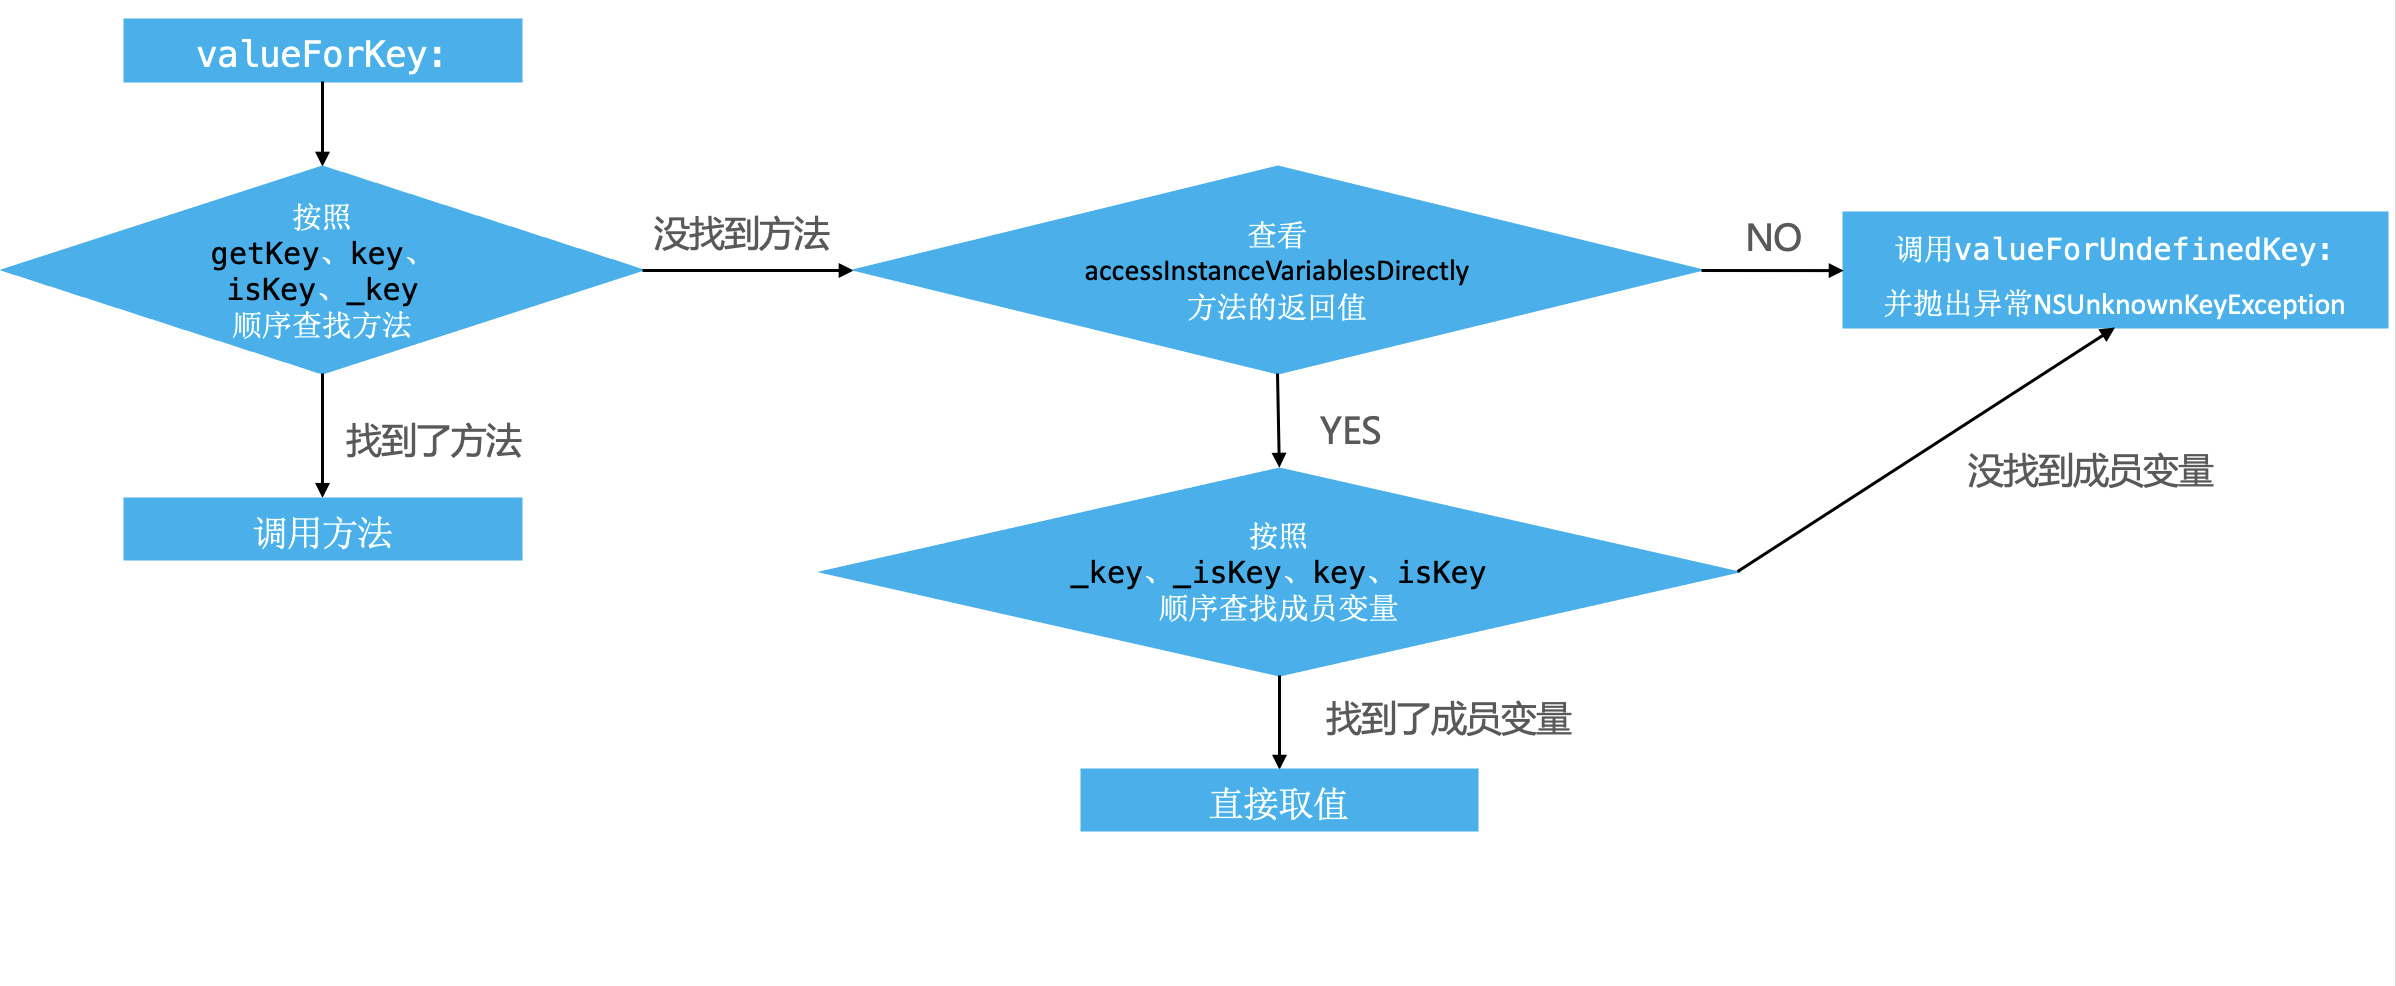 valueForKey:
按照
getKey、key、
isKey、_key
顺序查找方法
没找到方法
查看
accessInstanceVariablesDirectly
方法的返回值
NO
调用valueForUndefinedKey:
并抛出异常NSUnknownKeyException
找到了方法
调用方法
YES
按照
_key、_isKey、key、isKey
顺序查找成员变量
没找到成员变量
找到了成员变量
直接取值